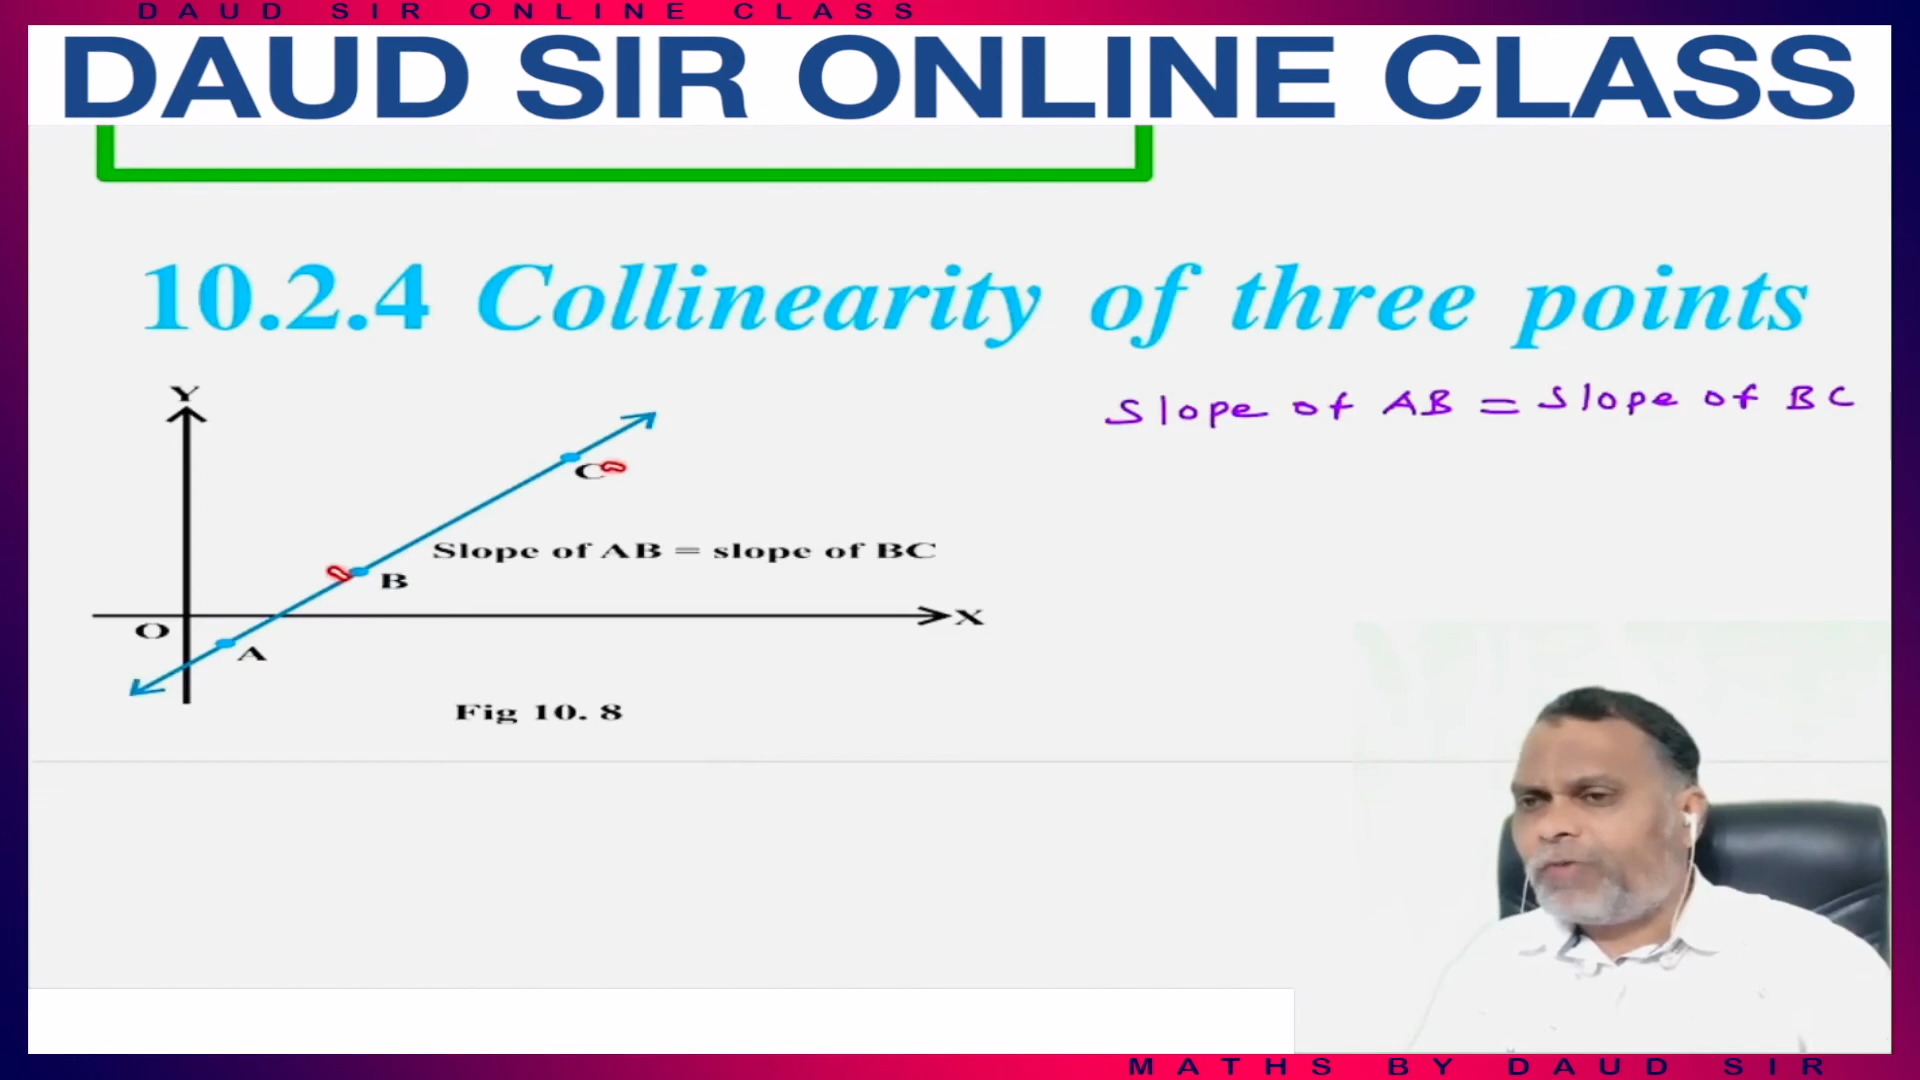 DAUD SIR ONLINE CLASS
DAUD SIR ONLINE CLASS
10.2.4 Collinearity of three points
Slope of AB = Slope of BC
Y
C
Slope of AB = slope of BC
B
O
X
A
Fig 10. 8
MATHS BY DAUD SIR